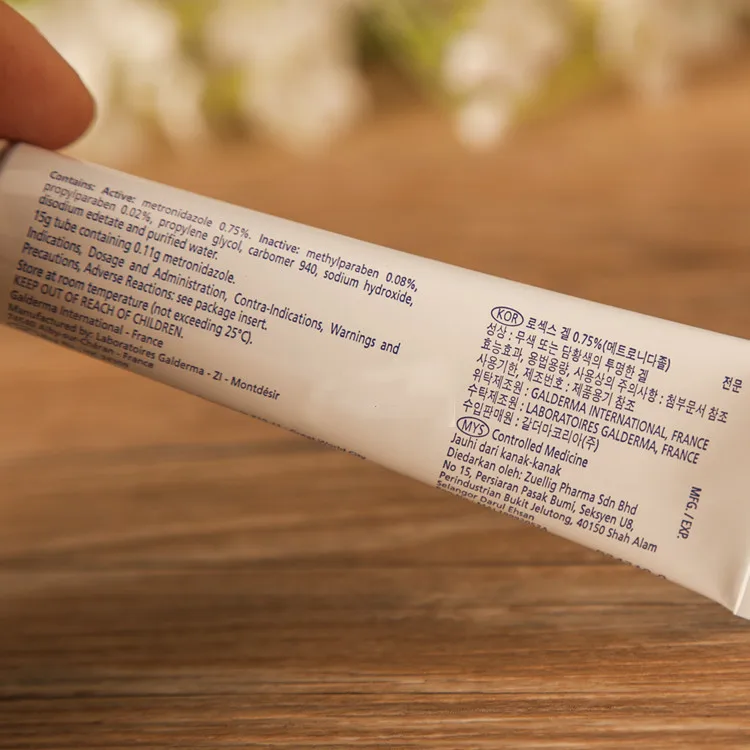 Contains: Active: metronidazole 0.75%. Inactive: methylparaben 0.08%,
propylparaben 0.02%, propylene glycol, carbomer 940, sodium hydroxide,
disodium edetate and purified water.
15g tube containing 0.11g metronidazole.
Indications, Dosage and Administration, Contra-Indications, Warnings and
Precautions, Adverse Reactions: see package insert.
Store at room temperature (not exceeding 25°C).
KEEP OUT OF REACH OF CHILDREN.
Galderma International - France
Manufactured by: Laboratoires Galderma - ZI - Montdésir
74540 Alby-sur-Chéran - France
KOR 로섹스 겔 0.75%(메트로니다졸)
성상 : 무색 또는 담황색의 투명한 겔
효능효과, 용법용량, 사용상의 주의사항 : 첨부문서 참조
사용기한, 제조번호 : 제품용기 참조
위탁제조원 : GALDERMA INTERNATIONAL, FRANCE
수탁제조원 : LABORATOIRES GALDERMA, FRANCE
수입판매원 : 갈더마코리아(주)
MYS Controlled Medicine
Jauhi dari kanak-kanak
Diedarkan oleh: Zuellig Pharma Sdn Bhd
No 15, Persiaran Pasak Bumi, Seksyen U8,
Perindustrian Bukit Jelutong, 40150 Shah Alam
Selangor Darul Ehsan
전문
MFG. / EXP.